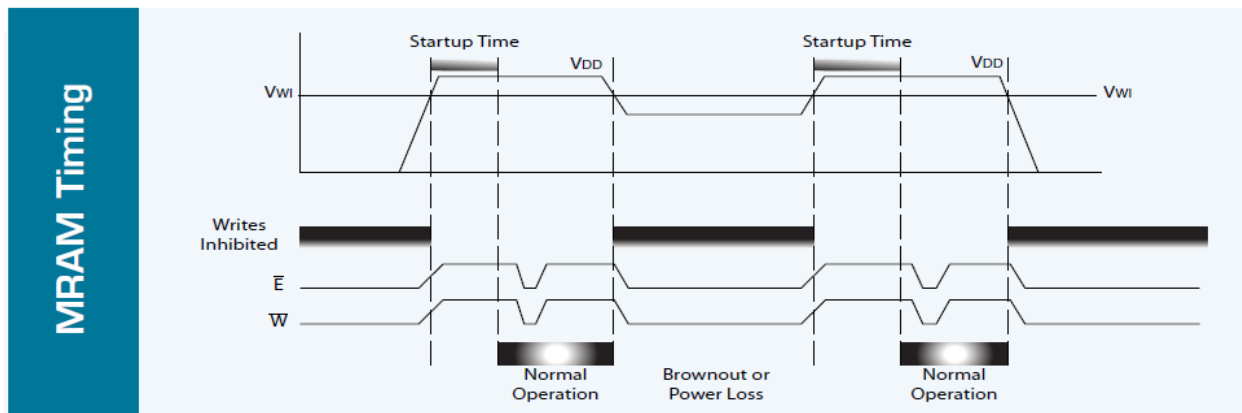 MRAM Timing
Startup Time
Startup Time
VDD
VDD
VWI
VWI
Writes
Inhibited
E̅
W̅
Normal
Operation
Brownout or
Power Loss
Normal
Operation